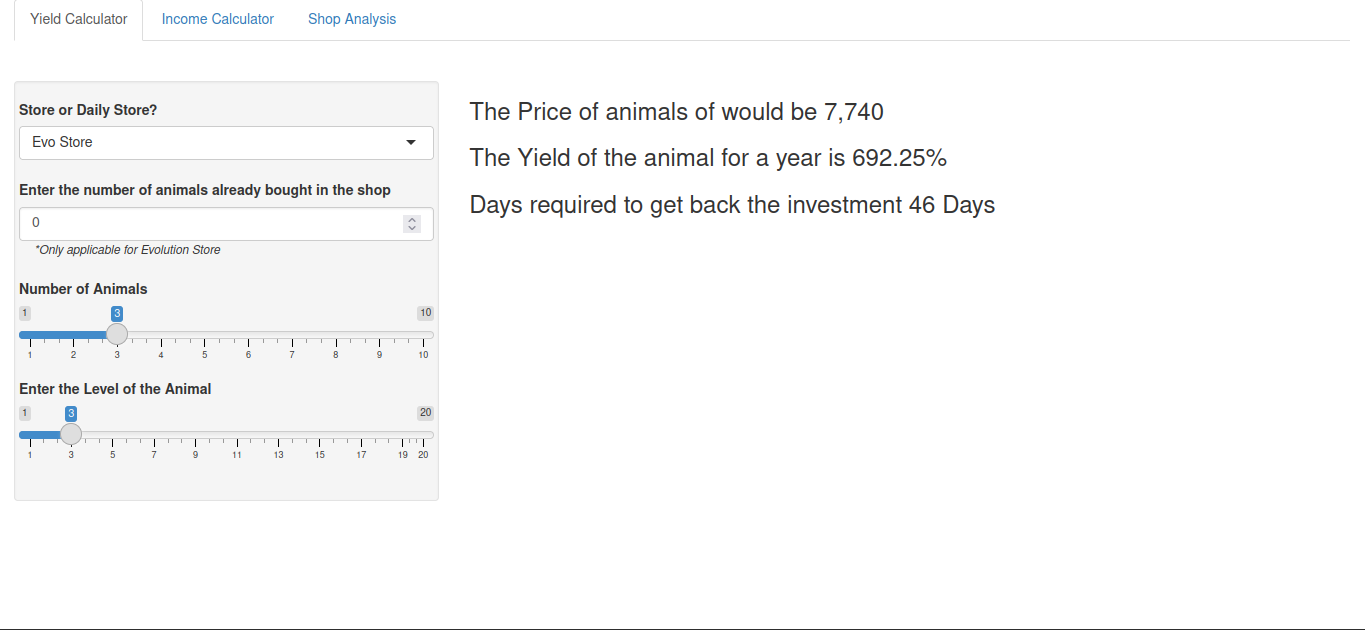 Yield Calculator Income Calculator Shop Analysis
Store or Daily Store?
Evo Store
Enter the number of animals already bought in the shop
0
*Only applicable for Evolution Store
Number of Animals
1 3 10
1 2 3 4 5 6 7 8 9 10
Enter the Level of the Animal
1 3 20
1 3 5 7 9 11 13 15 17 19 20
The Price of animals of would be 7,740
The Yield of the animal for a year is 692.25%
Days required to get back the investment 46 Days